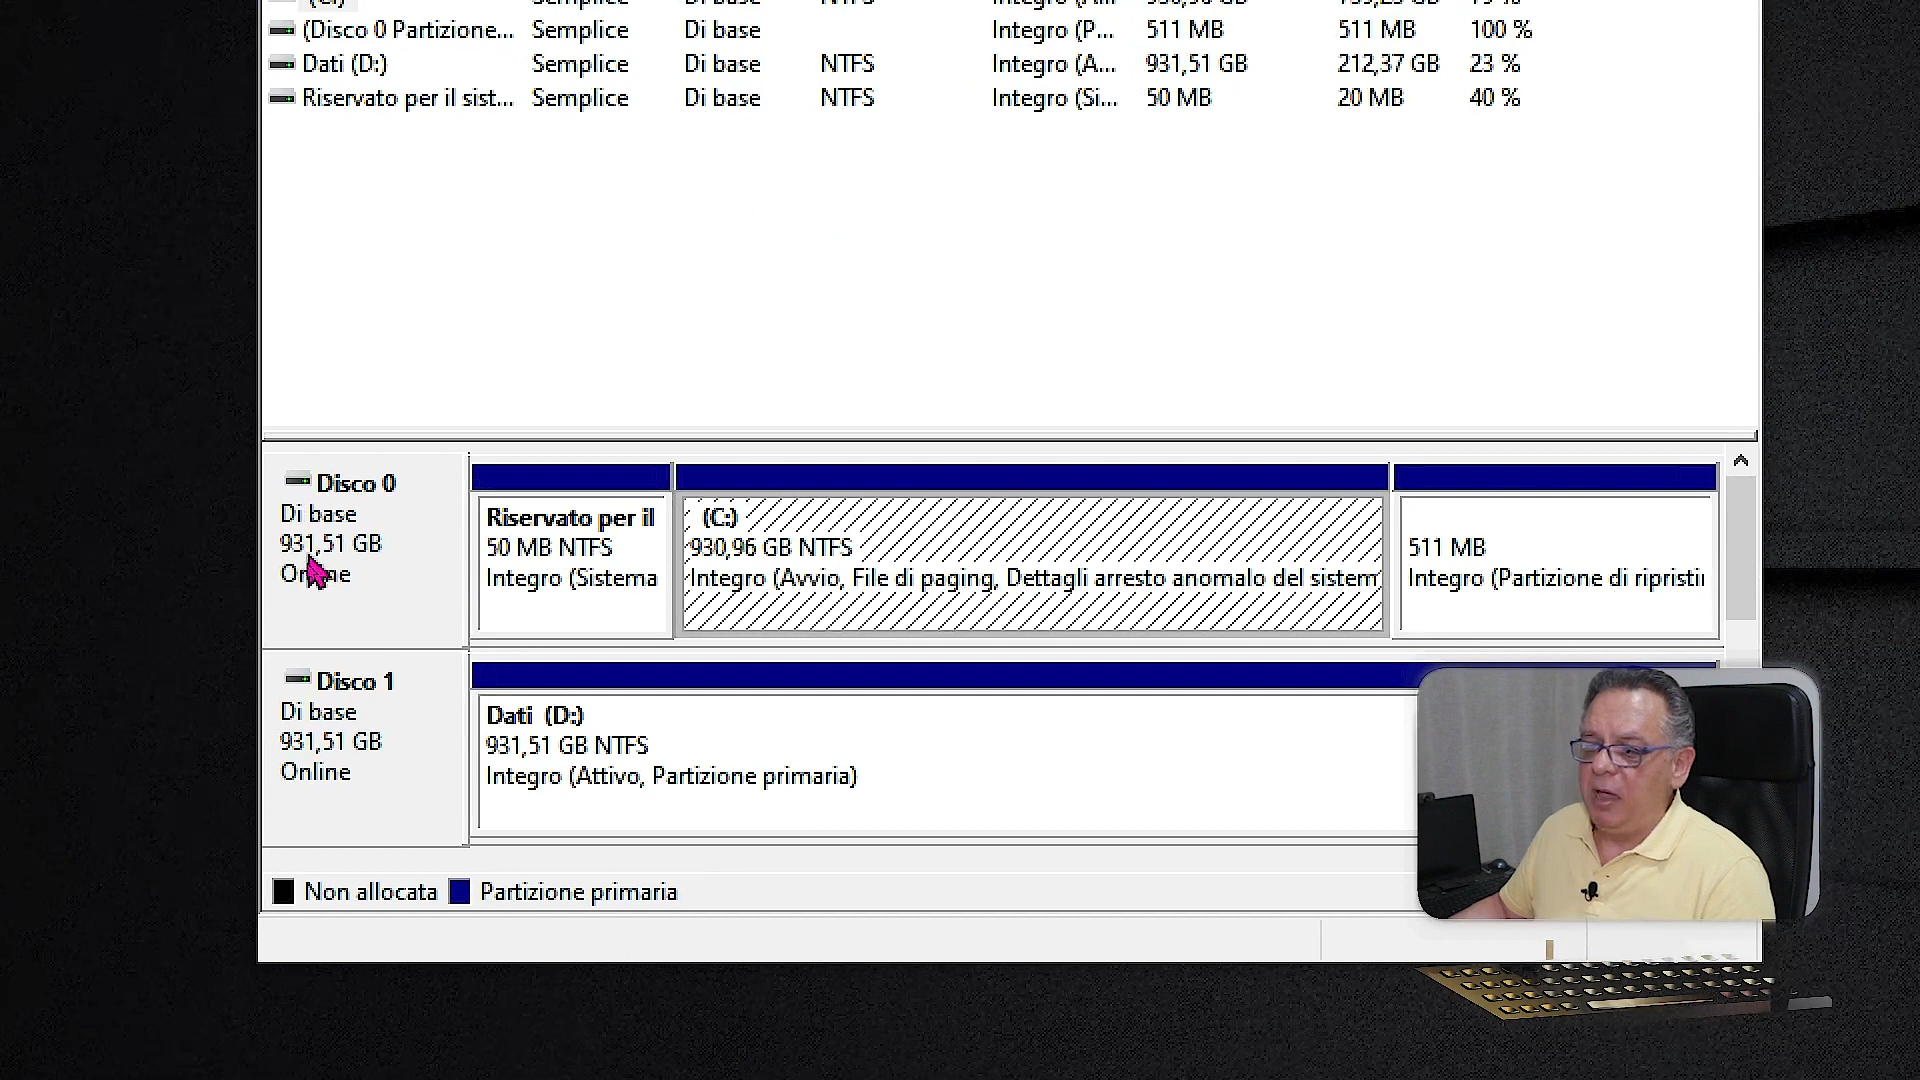 (Disco 0 Partizione... Semplice Di base Integro (P... 511 MB 511 MB 100 %
Dati (D:) Semplice Di base NTFS Integro (A... 931,51 GB 212,37 GB 23 %
Riservato per il sist... Semplice Di base NTFS Integro (Si... 50 MB 20 MB 40 %
Disco 0
Di base
931,51 GB
Online
Riservato per il
50 MB NTFS
Integro (Sistema
(C:)
930,96 GB NTFS
Integro (Avvio, File di paging, Dettagli arresto anomalo del sistem
511 MB
Integro (Partizione di ripristi
Disco 1
Di base
931,51 GB
Online
Dati (D:)
931,51 GB NTFS
Integro (Attivo, Partizione primaria)
Non allocata Partizione primaria